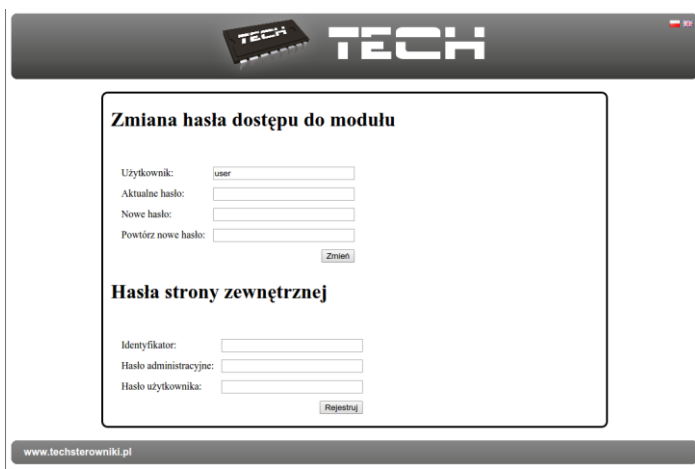 TECH
TECH
Zmiana hasła dostępu do modułu
Użytkownik: user
Aktualne hasło:
Nowe hasło:
Powtórz nowe hasło:
Zmień
Hasła strony zewnętrznej
Identyfikator:
Hasło administracyjne:
Hasło użytkownika:
Rejestruj
www.techsterowniki.pl